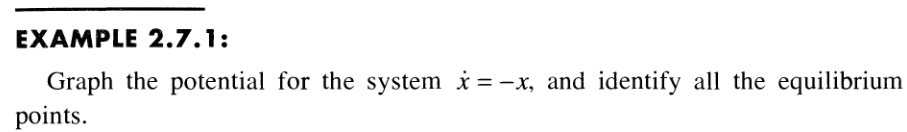 EXAMPLE 2.7.1:
Graph the potential for the system ẋ = −x, and identify all the equilibrium
points.